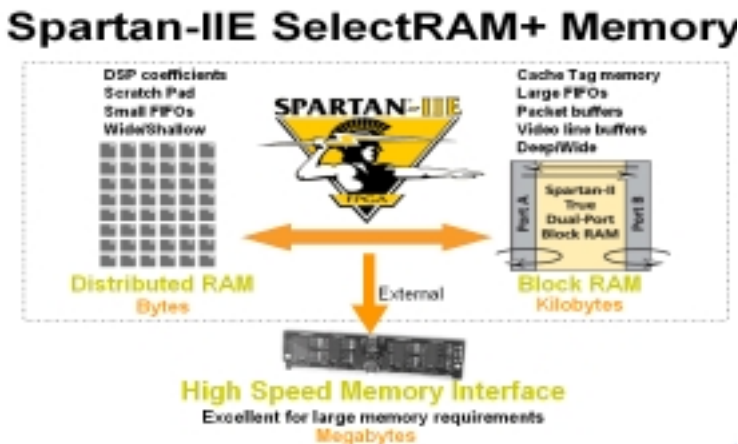 Spartan-IIE SelectRAM+ Memory
DSP coefficients
Scratch Pad
Small FIFOs
Wide/Shallow
Distributed RAM
Bytes
SPARTAN-IIE
FPGA
Cache Tag memory
Large FIFOs
Packet buffers
Video line buffers
Deep/Wide
Port A
Spartan-II
True
Dual-Port
Block RAM
Port B
Block RAM
Kilobytes
External
High Speed Memory Interface
Excellent for large memory requirements
Megabytes